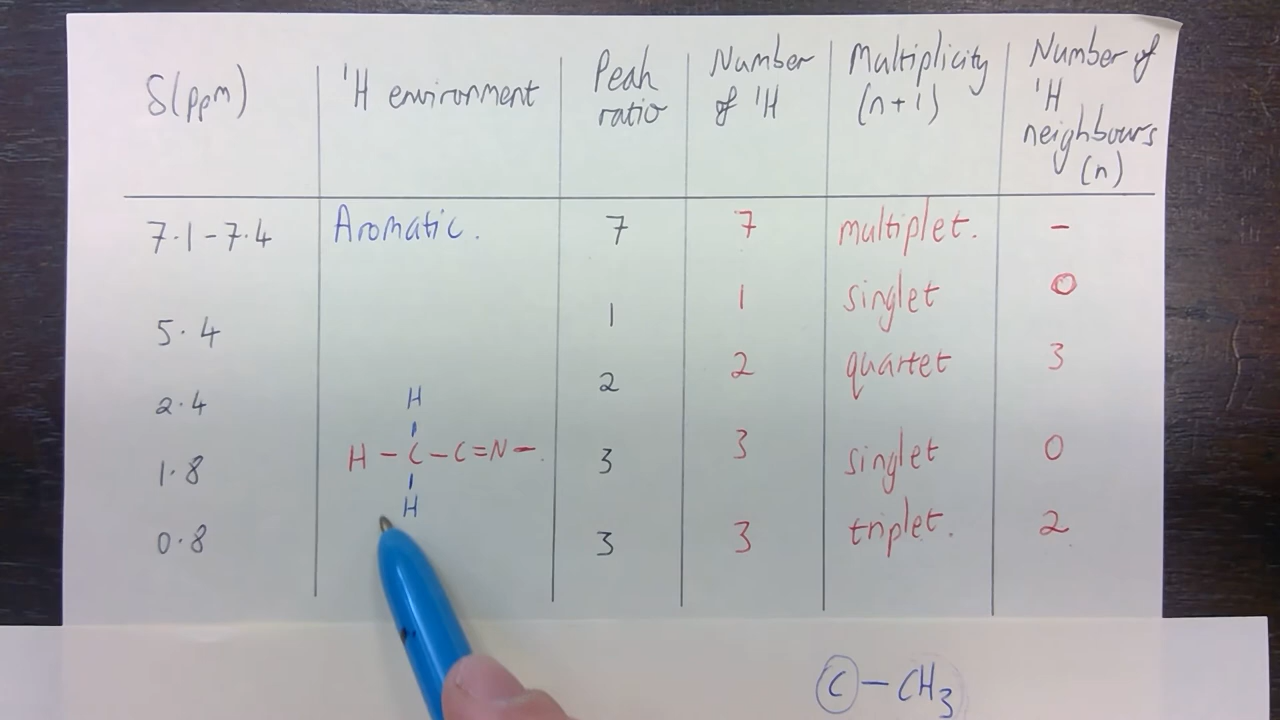 δ(ppm) ¹H environment Peak ratio Number of ¹H Multiplicity (n+1) Number of ¹H neighbours (n)
7.1-7.4 Aromatic. 7 7 multiplet. -
5.4 1 1 singlet 0
2.4 2 2 quartet 3
H
1.8 H-C-C=N-. 3 3 singlet 0
H
0.8 3 3 triplet. 2
C-CH₃